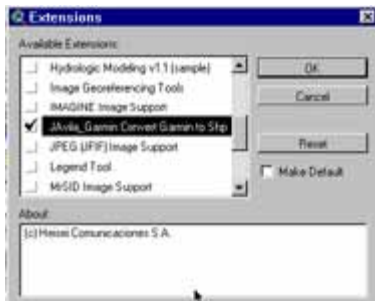 Extensions
Available Extensions:
Hydrologic Modeling v1.1 (sample)
OK
Image Georeferencing Tools
Cancel
IMAGINE Image Support
JAvila_Garmin Convert Garmin to Shp
JPEG (JFIF) Image Support
Reset
Legend Tool
Make Default
MrSID Image Support
About:
(c) Comunicaciones S.A.